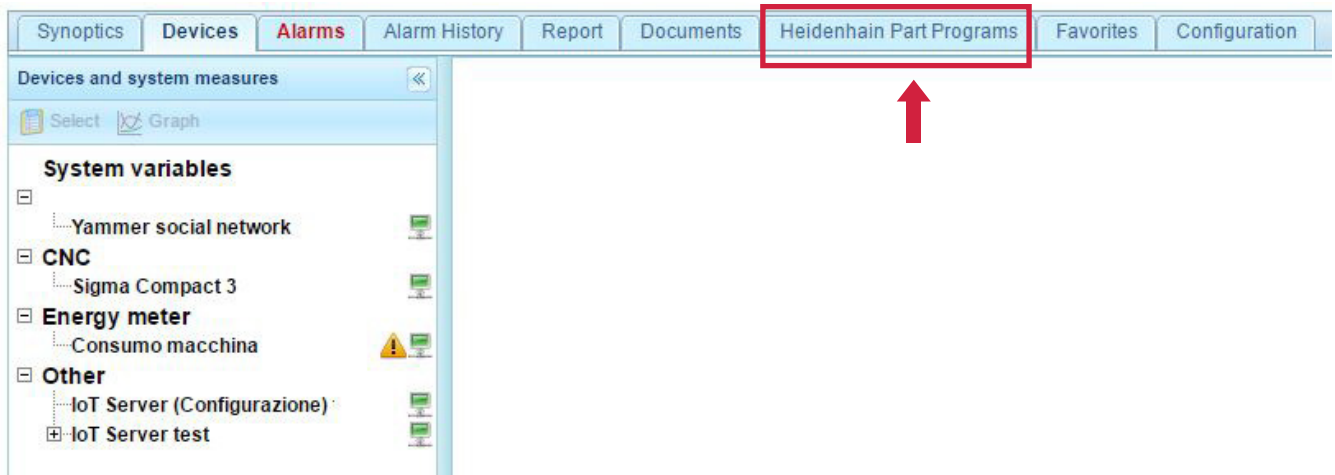 Synoptics Devices Alarms Alarm History Report Documents Heidenhain Part Programs Favorites Configuration
Devices and system measures
Select Graph
System variables
Yammer social network
CNC
Sigma Compact 3
Energy meter
Consumo macchina
Other
IoT Server (Configurazione)
IoT Server test